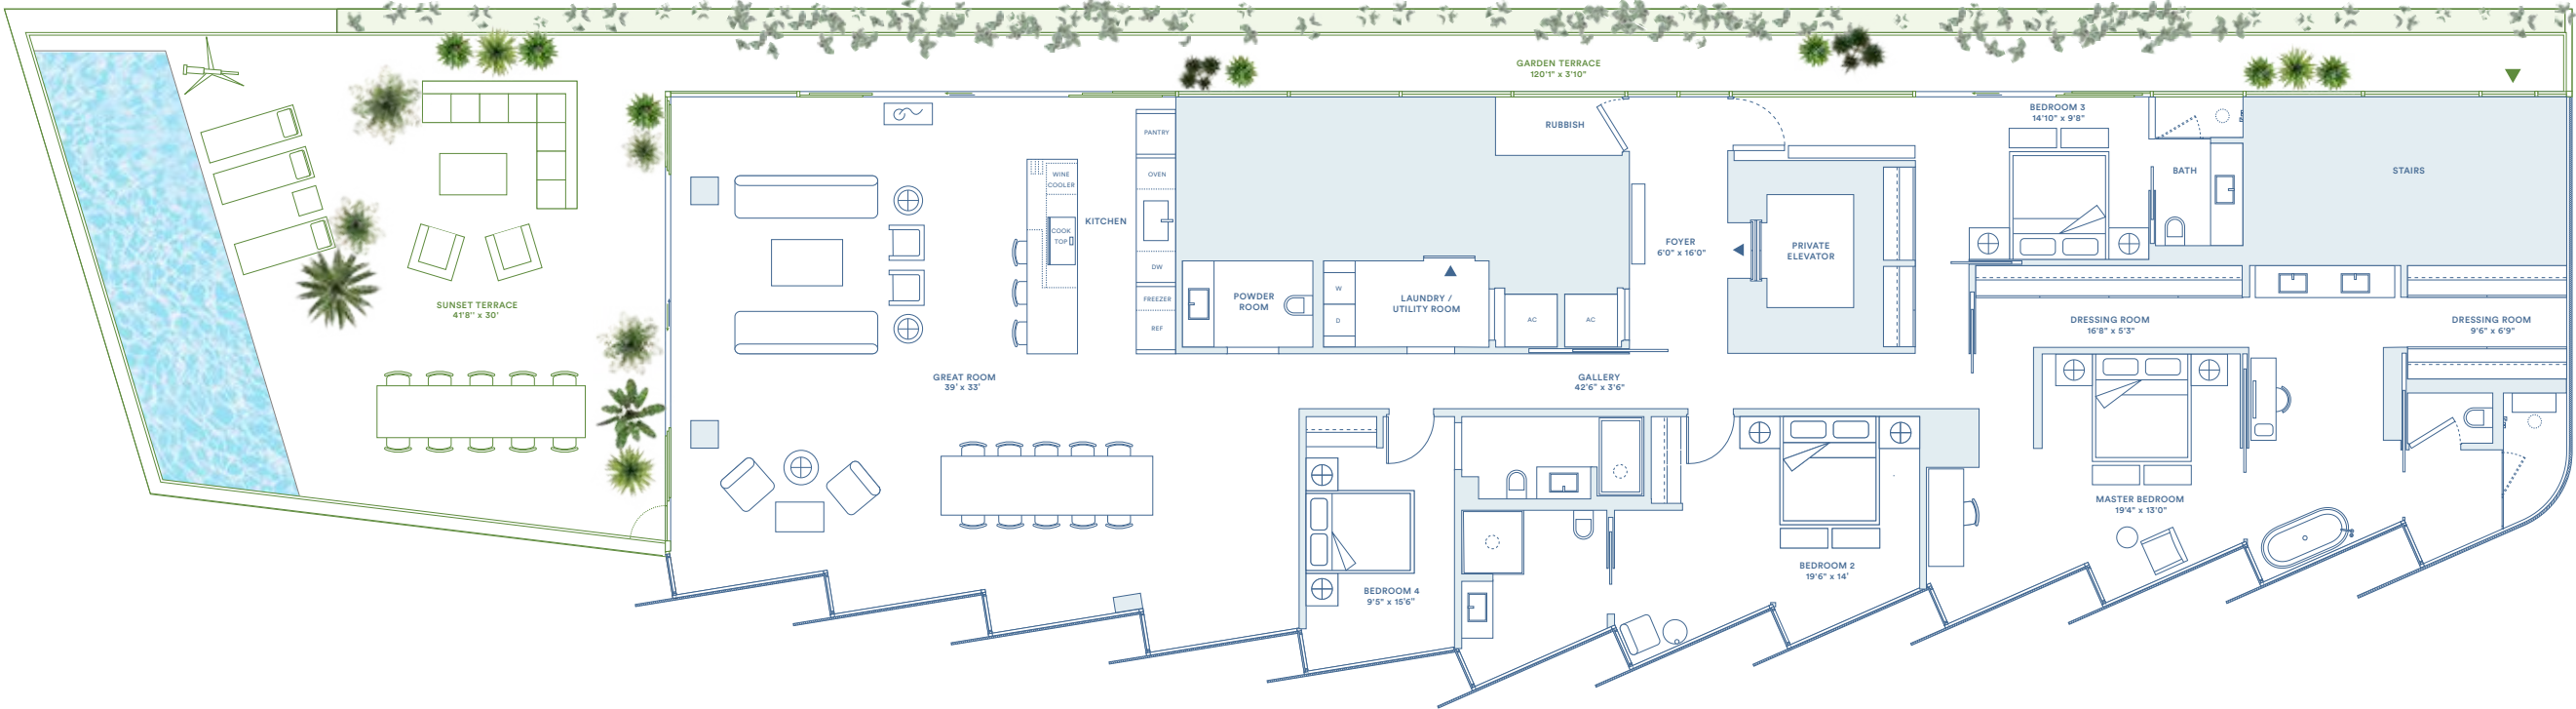 GARDEN TERRACE
120'1" x 3'10"
SUNSET TERRACE
41'8" x 30'
GREAT ROOM
39' x 33'
KITCHEN
WINE
COOLER
COOK
TOP
PANTRY
OVEN
DW
FREEZER
REF
POWDER
ROOM
W
D
LAUNDRY /
UTILITY ROOM
AC
AC
RUBBISH
FOYER
6'0" x 16'0"
PRIVATE
ELEVATOR
GALLERY
42'6" x 3'6"
BEDROOM 3
14'10" x 9'8"
BATH
STAIRS
DRESSING ROOM
16'8" x 5'3"
DRESSING ROOM
9'6" x 6'9"
MASTER BEDROOM
19'4" x 13'0"
BEDROOM 2
19'6" x 14'
BEDROOM 4
9'5" x 15'6"